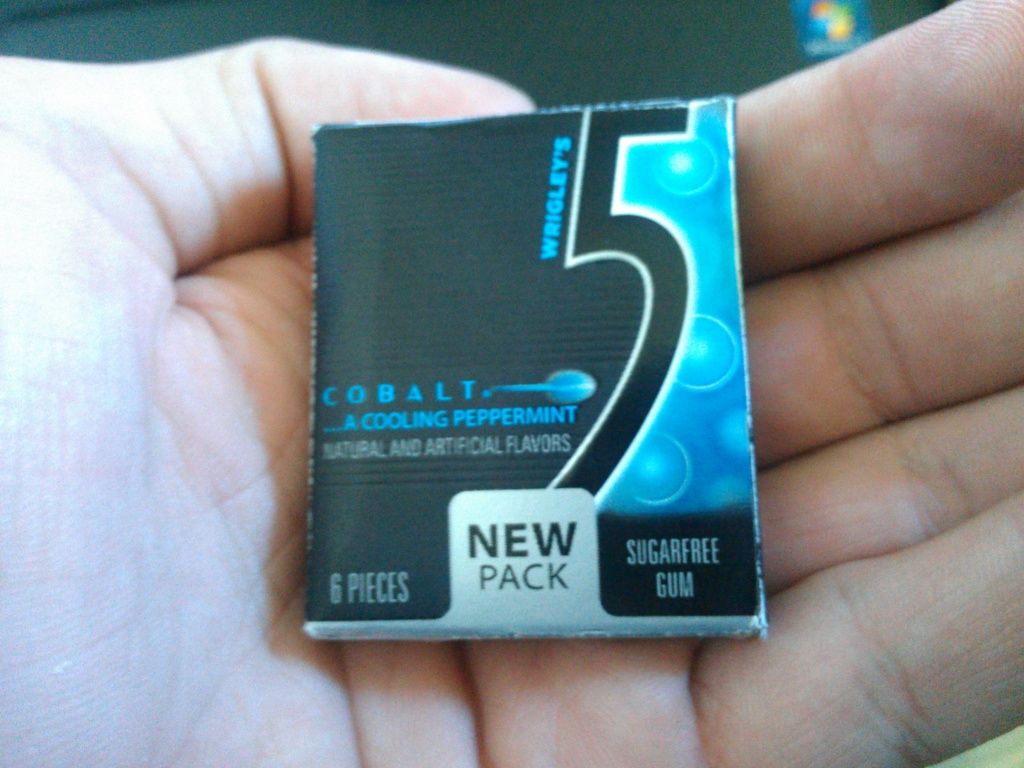 WRIGLEY'S
5
COBALT®
...A COOLING PEPPERMINT
NATURAL AND ARTIFICIAL FLAVORS
NEW
PACK
6 PIECES
SUGARFREE
GUM